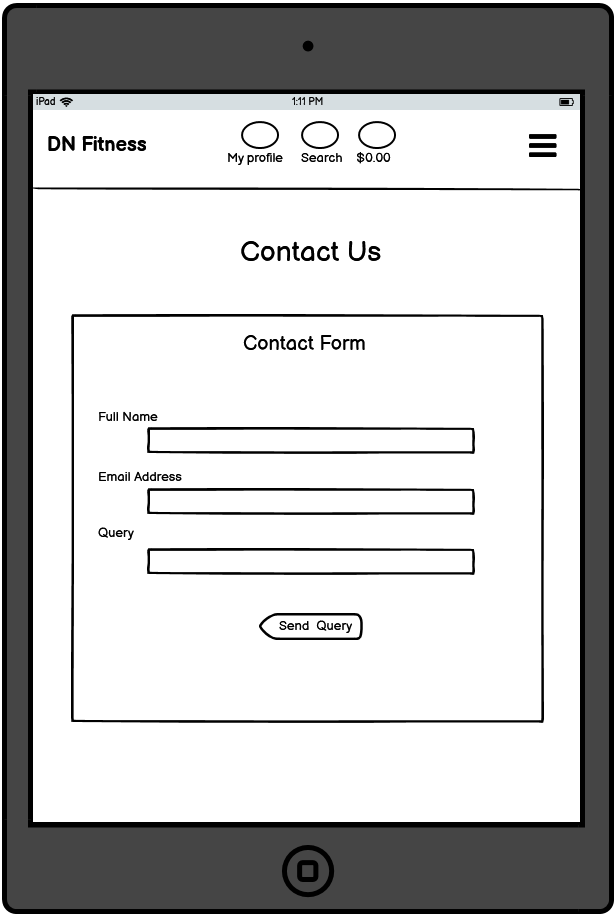 iPad 1:11 PM
DN Fitness
My profile Search $0.00
Contact Us
Contact Form
Full Name
Email Address
Query
Send Query